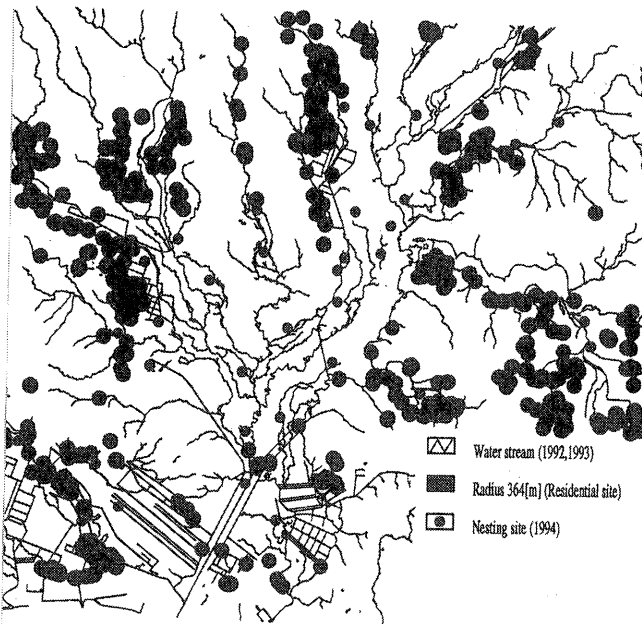 Water stream (1992,1993)
Radius 364[m] (Residential site)
Nesting site (1994)